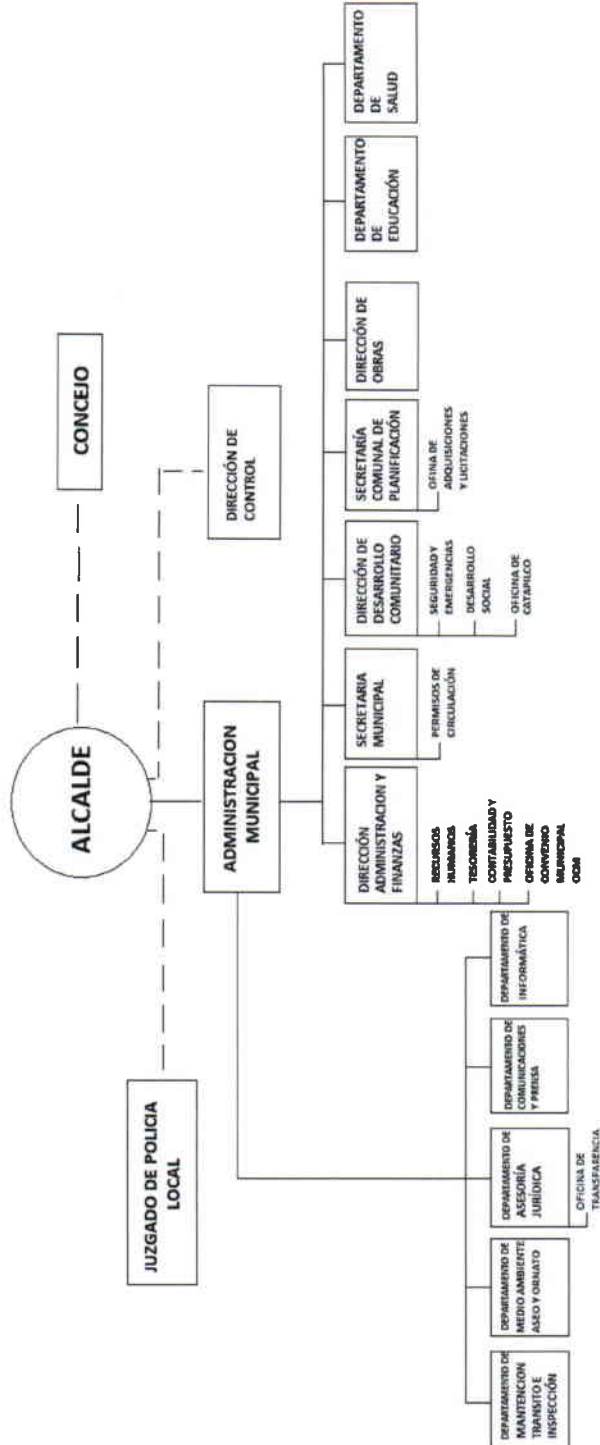 ALCALDE
CONCEJO
JUZGADO DE POLICIA
LOCAL
DIRECCIÓN DE
CONTROL
ADMINISTRACION
MUNICIPAL
DIRECCIÓN
ADMINISTRACION Y
FINANZAS
RECURSOS
HUMANOS
TESORERÍA
CONTABILIDAD Y
PRESUPUESTO
OFICINA DE
CONVENIO
MUNICIPAL
OCM
SECRETARIA
MUNICIPAL
PERMISOS DE
CIRCULACIÓN
DIRECCIÓN DE
DESARROLLO
COMUNITARIO
SEGURIDAD Y
EMERGENCIAS
DESARROLLO
SOCIAL
OFICINA DE
CATAPILCO
SECRETARÍA
COMUNAL DE
PLANIFICACIÓN
OFINA DE
ADQUISICIONES
Y LICITACIONES
DIRECCIÓN DE
OBRAS
DEPARTAMENTO
DE
EDUCACIÓN
DEPARTAMENTO
DE
SALUD
DEPARTAMENTO DE
MANTENCION
TRANSITO E
INSPECCIÓN
DEPARTAMENTO DE
MEDIO AMBIENTE
ASEO Y ORNATO
DEPARTAMENTO DE
ASESORÍA
JURÍDICA
OFICINA DE
TRANSPARENCIA
DEPARTAMENTO DE
COMUNICACIONES
Y PRENSA
DEPARTAMENTO DE
INFORMÁTICA